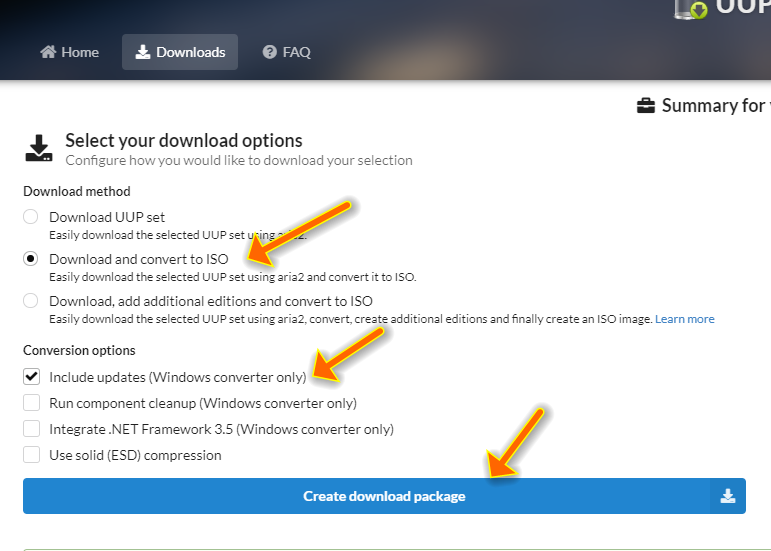 UUP
Home
Downloads
FAQ
Summary for
Select your download options
Configure how you would like to download your selection
Download method
Download UUP set
Easily download the selected UUP set using aria2.
Download and convert to ISO
Easily download the selected UUP set using aria2 and convert it to ISO.
Download, add additional editions and convert to ISO
Easily download the selected UUP set using aria2, convert, create additional editions and finally create an ISO image. Learn more
Conversion options
Include updates (Windows converter only)
Run component cleanup (Windows converter only)
Integrate .NET Framework 3.5 (Windows converter only)
Use solid (ESD) compression
Create download package